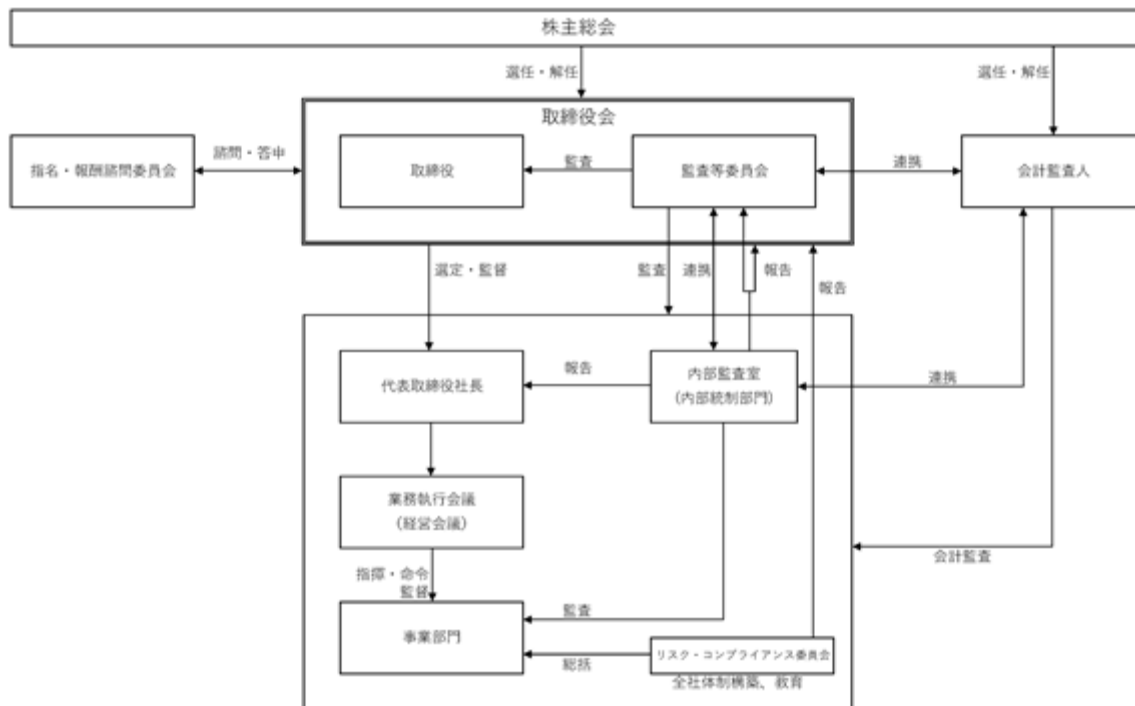 株主総会
選任・解任
選任・解任
取締役会
指名・報酬諮問委員会
諮問・答申
取締役
監査
監査等委員会
連携
会計監査人
選定・監督
監査
連携
報告
報告
代表取締役社長
報告
内部監査室
(内部統制部門)
連携
業務執行会議
(経営会議)
会計監査
指揮・命令
監督
事業部門
監査
総括
リスク・コンプライアンス委員会
全社体制構築、教育